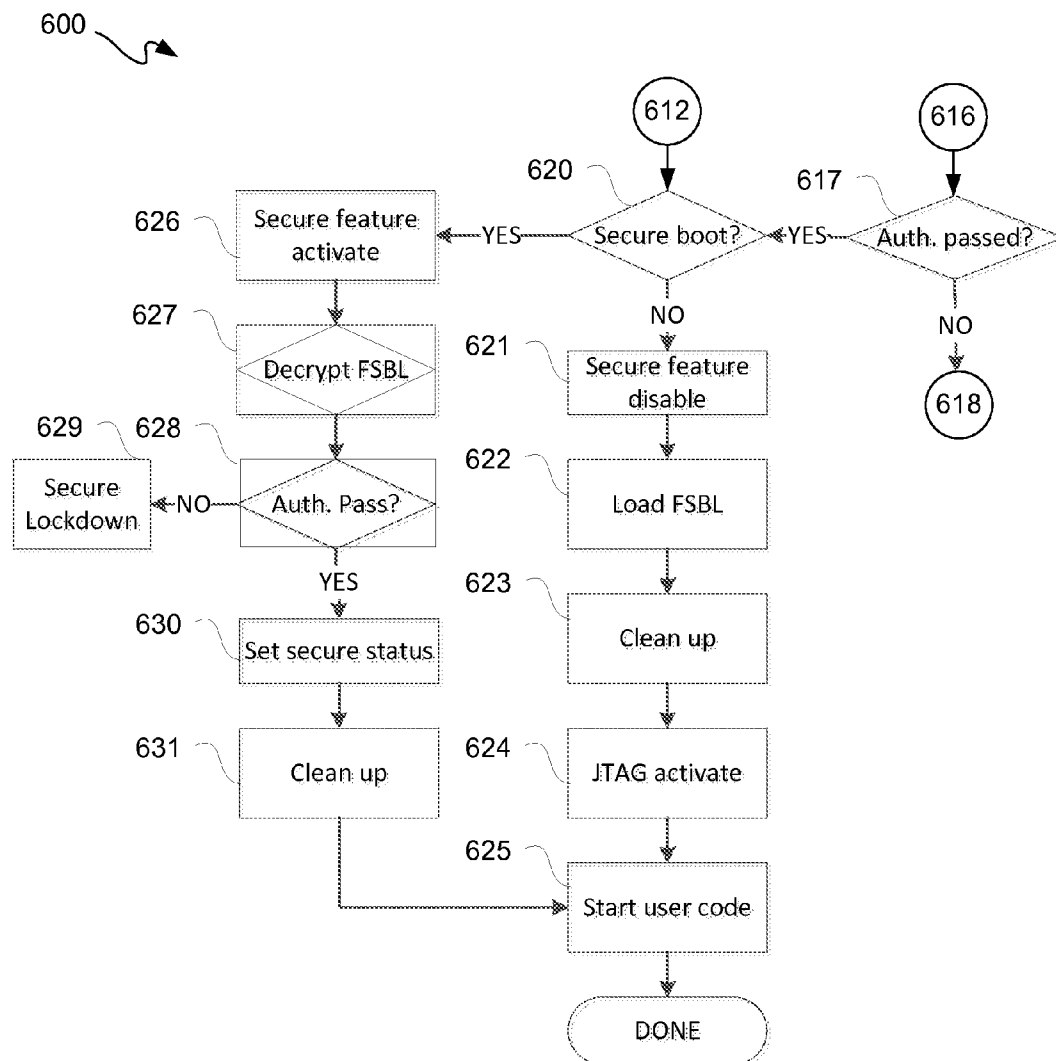 600
612
616
620
617
626
Secure feature
activate
YES
Secure boot?
YES
Auth. passed?
NO
NO
627
621
Decrypt FSBL
Secure feature
disable
618
629
628
622
Secure
Lockdown
NO
Auth. Pass?
Load FSBL
YES
623
630
Set secure status
Clean up
631
624
Clean up
JTAG activate
625
Start user code
DONE